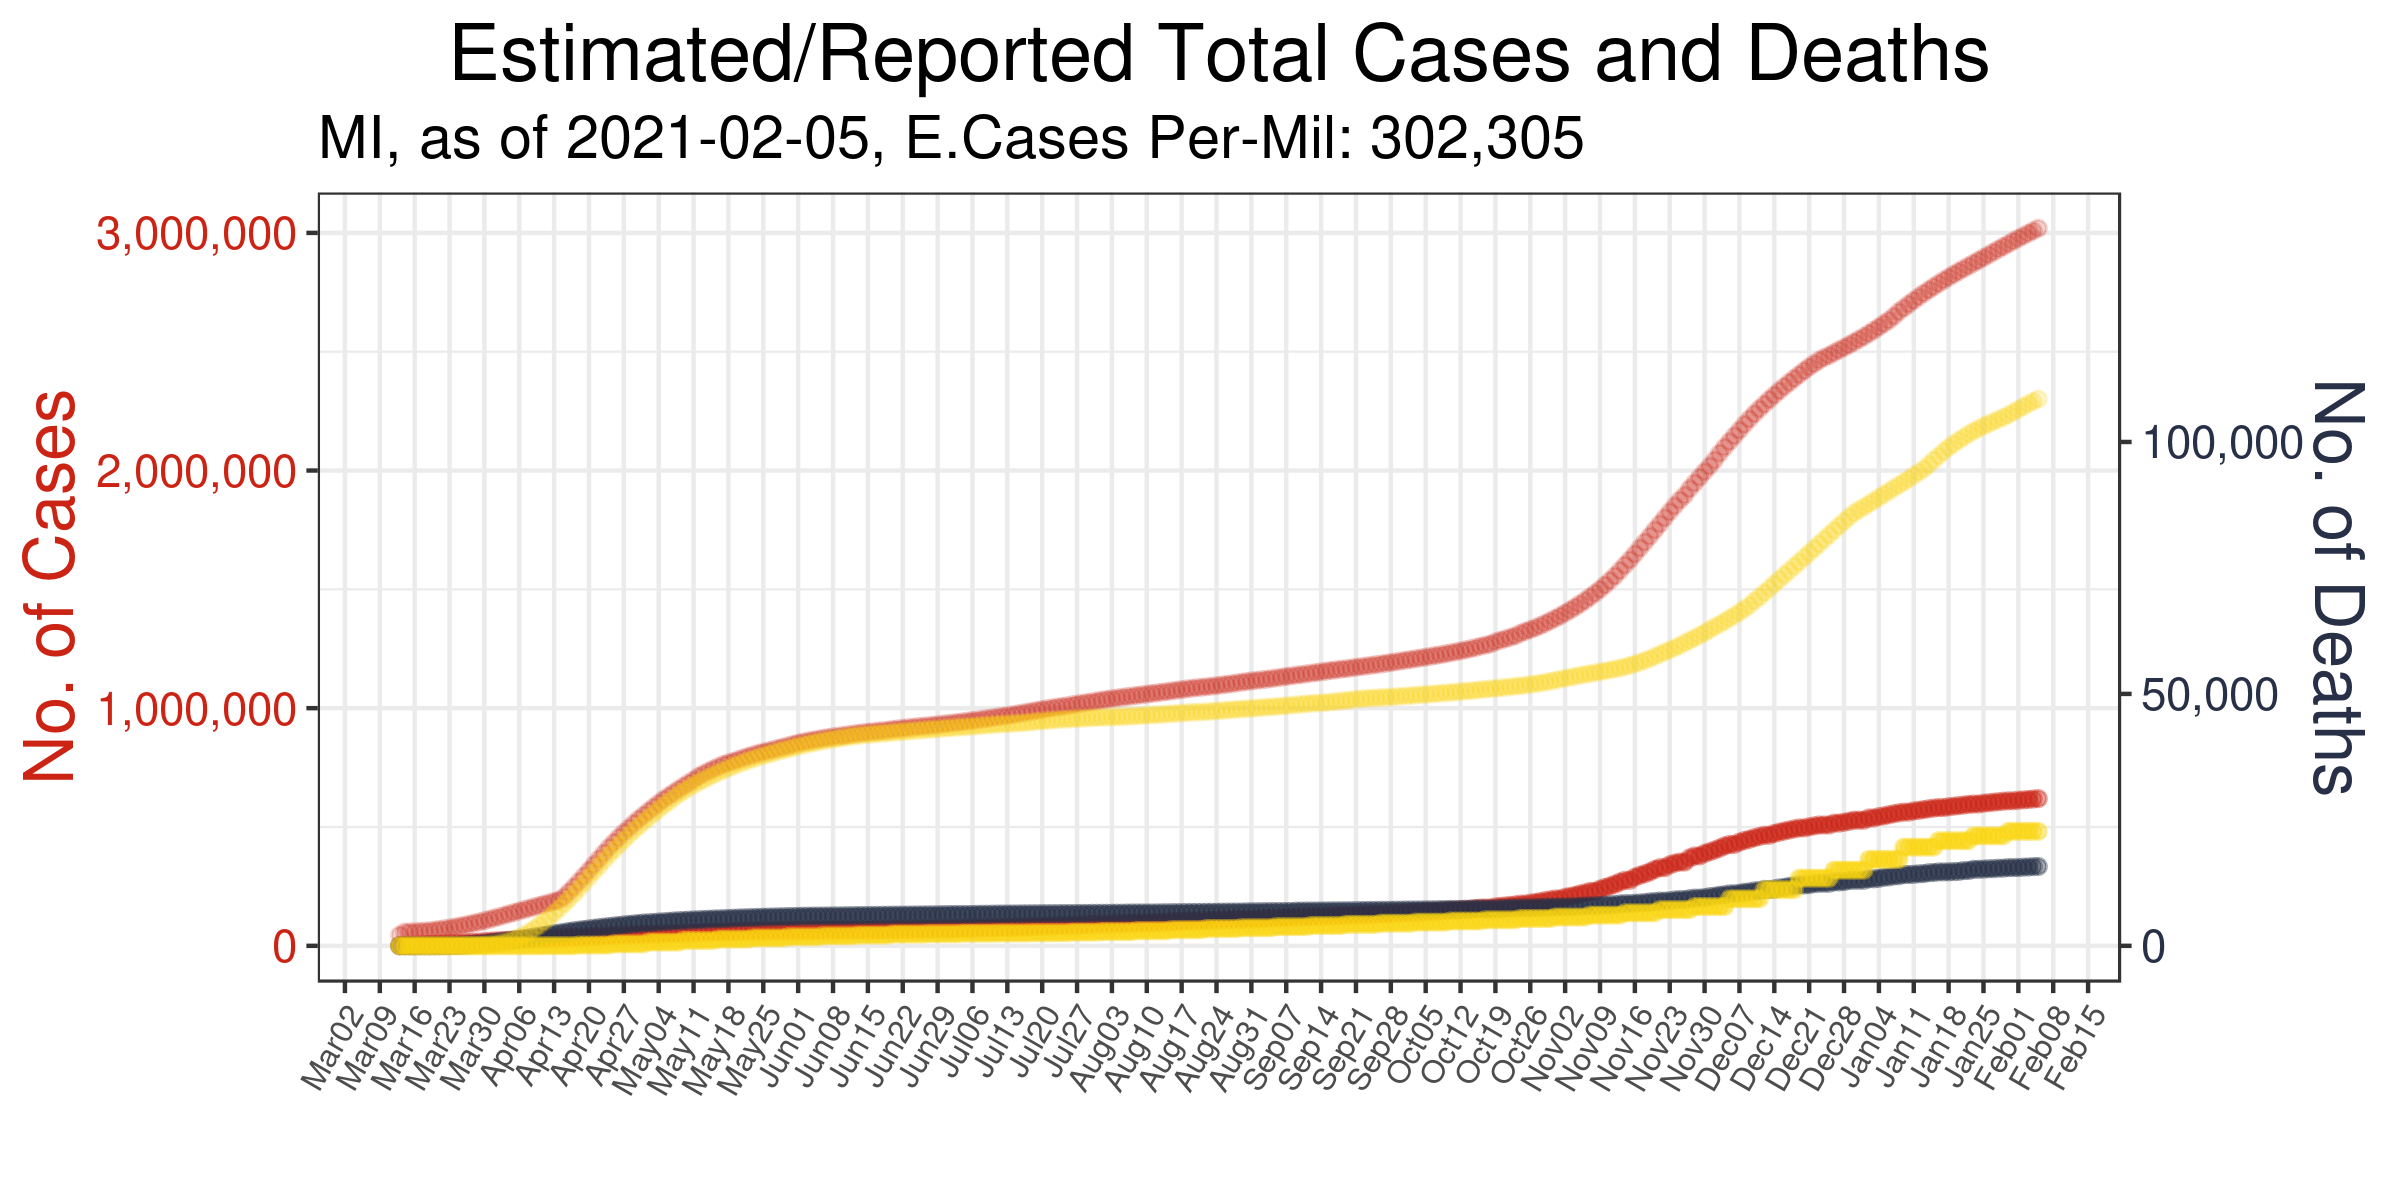 Estimated/Reported Total Cases and Deaths
MI, as of 2021-02-05, E.Cases Per-Mil: 302,305
No. of Cases
3,000,000
2,000,000
1,000,000
0
No. of Deaths
100,000
50,000
0
Mar02
Mar09
Mar16
Mar23
Mar30
Apr06
Apr13
Apr20
Apr27
May04
May11
May18
May25
Jun01
Jun08
Jun15
Jun22
Jun29
Jul06
Jul13
Jul20
Jul27
Aug03
Aug10
Aug17
Aug24
Aug31
Sep07
Sep14
Sep21
Sep28
Oct05
Oct12
Oct19
Oct26
Nov02
Nov09
Nov16
Nov23
Nov30
Dec07
Dec14
Dec21
Dec28
Jan04
Jan11
Jan18
Jan25
Feb01
Feb08
Feb15